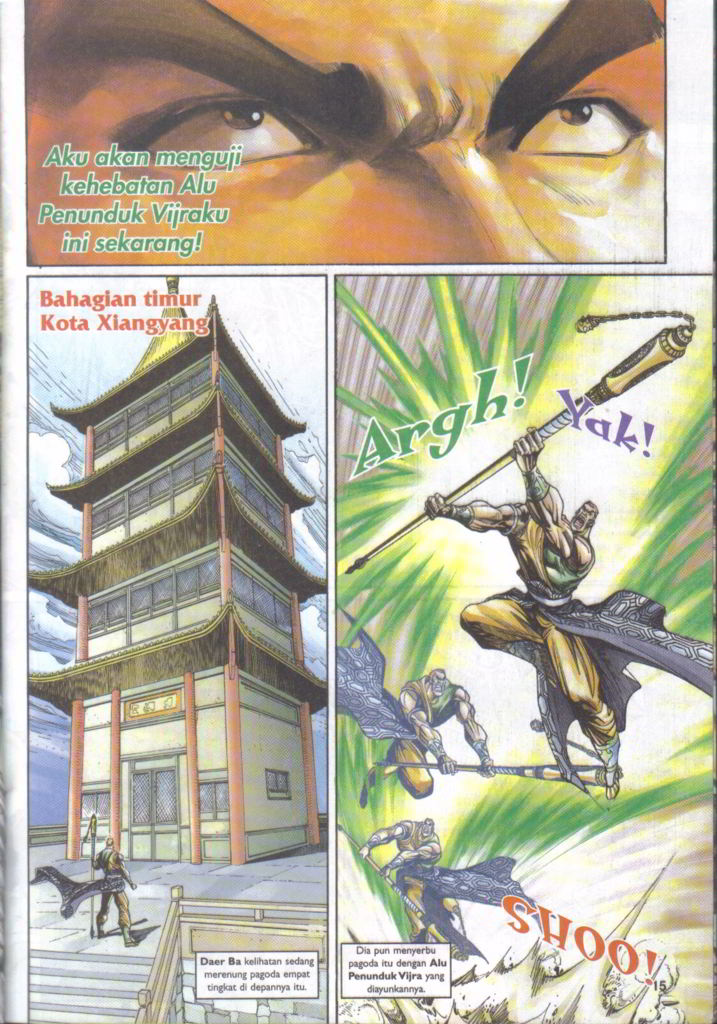 Aku akan menguji
kehebatan Alu
Penunduk Vijraku
ini sekarang!
Bahagian timur
Kota Xiangyang
Argh!
Yak!
SHOO!
Daer Ba kelihatan sedang
merenung pagoda empat
tingkat di depannya itu.
Dia pun menyerbu
pagoda itu dengan Alu
Penunduk Vijra yang
diayunkannya.
15